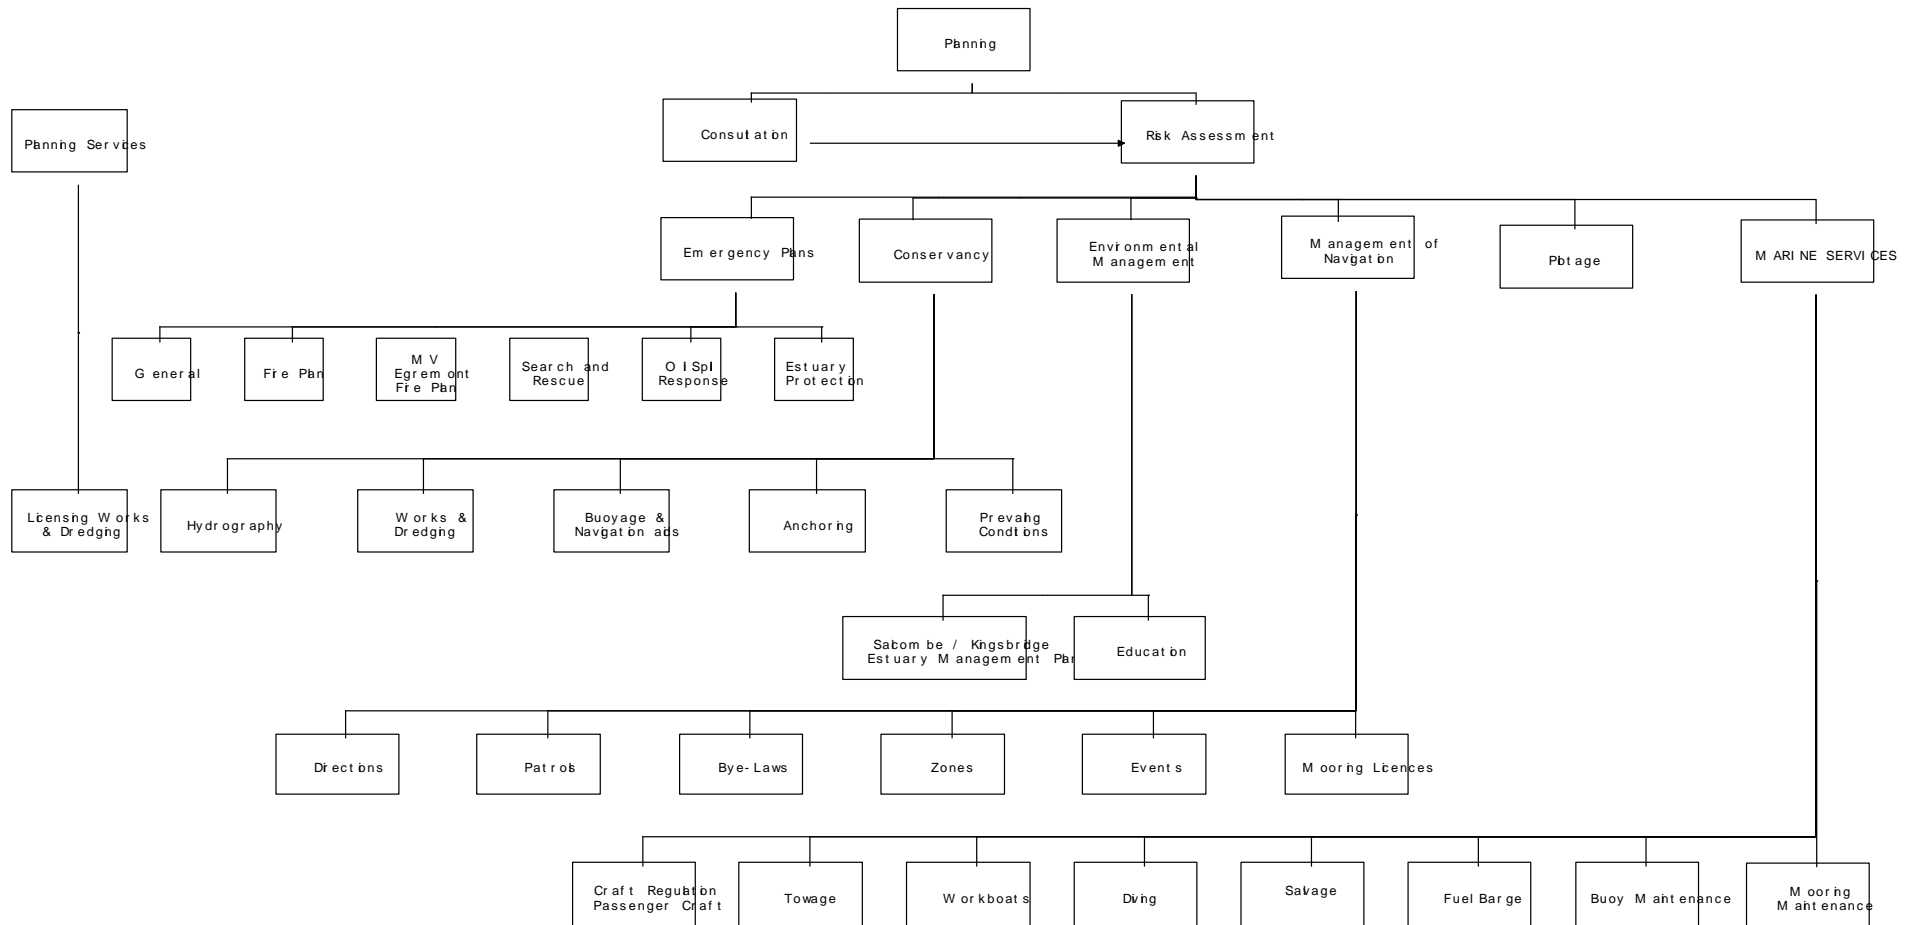 Planning
Consultation
Risk Assessment
Planning Services
Emergency Plans
Conservancy
Environmental
Management
Management of
Navigation
Pilotage
MARINE SERVICES
General
Fire Plan
MV
Egremont
Fire Plan
Search and
Rescue
Oil Spill
Response
Estuary
Protection
Licensing Works
& Dredging
Hydrography
Works &
Dredging
Buoyage &
Navigation aids
Anchoring
Prevailing
Conditions
Salcombe / Kingsbridge
Estuary Management Plan
Education
Directions
Patrols
Bye-Laws
Zones
Events
Mooring Licences
Craft Regulation
Passenger Craft
Towage
Workboats
Diving
Salvage
Fuel Barge
Buoy Maintenance
Mooring
Maintenance